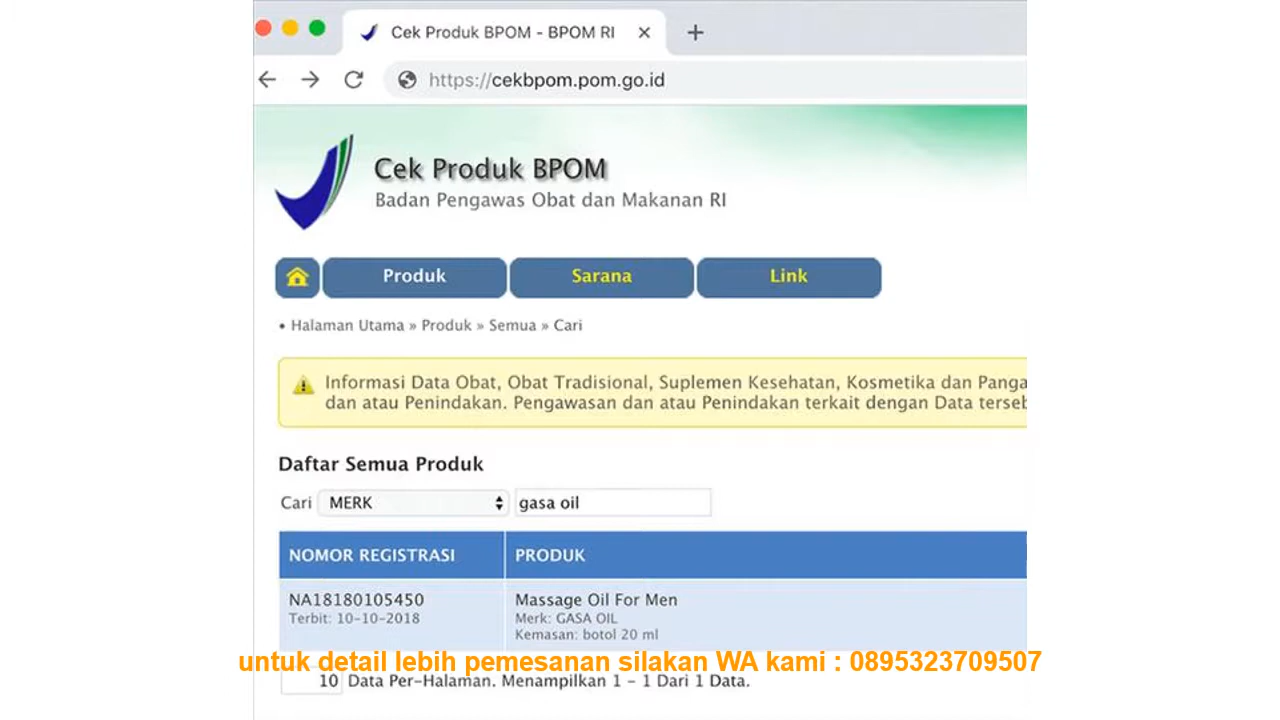 Cek Produk BPOM - BPOM RI
https://cekbpom.pom.go.id
Cek Produk BPOM
Badan Pengawas Obat dan Makanan RI
Produk Sarana Link
• Halaman Utama » Produk » Semua » Cari
Informasi Data Obat, Obat Tradisional, Suplemen Kesehatan, Kosmetika dan Panga
dan atau Penindakan. Pengawasan dan atau Penindakan terkait dengan Data terseb
Daftar Semua Produk
Cari MERK gasa oil
NOMOR REGISTRASI PRODUK
NA18180105450 Massage Oil For Men
Terbit: 10-10-2018 Merk: GASA OIL
Kemasan: botol 20 ml
untuk detail lebih pemesanan silakan WA kami : 0895323709507
10 Data Per-Halaman. Menampilkan 1 - 1 Dari 1 Data.